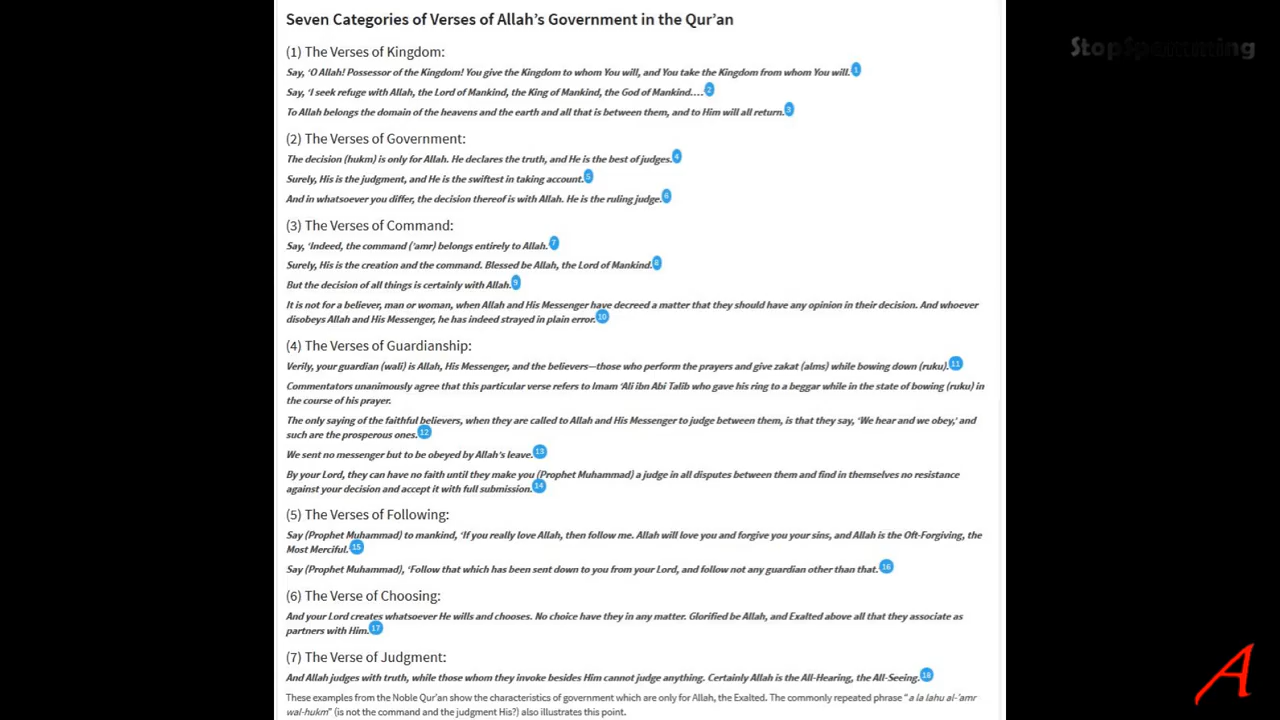 Seven Categories of Verses of Allah’s Government in the Qur’an
StopSpamming
(1) The Verses of Kingdom:
Say, ‘O Allah! Possessor of the Kingdom! You give the Kingdom to whom You will, and You take the Kingdom from whom You will. 1
Say, ‘I seek refuge with Allah, the Lord of Mankind, the King of Mankind, the God of Mankind…. 2
To Allah belongs the domain of the heavens and the earth and all that is between them, and to Him will all return. 3
(2) The Verses of Government:
The decision (hukm) is only for Allah. He declares the truth, and He is the best of judges. 4
Surely, His is the judgment, and He is the swiftest in taking account. 5
And in whatsoever you differ, the decision thereof is with Allah. He is the ruling judge. 6
(3) The Verses of Command:
Say, ‘Indeed, the command (‘amr) belongs entirely to Allah. 7
Surely, His is the creation and the command. Blessed be Allah, the Lord of Mankind. 8
But the decision of all things is certainly with Allah. 9
It is not for a believer, man or woman, when Allah and His Messenger have decreed a matter that they should have any opinion in their decision. And whoever
disobeys Allah and His Messenger, he has indeed strayed in plain error. 10
(4) The Verses of Guardianship:
Verily, your guardian (wali) is Allah, His Messenger, and the believers—those who perform the prayers and give zakat (alms) while bowing down (ruku). 11
Commentators unanimously agree that this particular verse refers to Imam ‘Ali ibn Abi Talib who gave his ring to a beggar while in the state of bowing (ruku) in
the course of his prayer.
The only saying of the faithful believers, when they are called to Allah and His Messenger to judge between them, is that they say, ‘We hear and we obey,’ and
such are the prosperous ones. 12
We sent no messenger but to be obeyed by Allah’s leave. 13
By your Lord, they can have no faith until they make you (Prophet Muhammad) a judge in all disputes between them and find in themselves no resistance
against your decision and accept it with full submission. 14
(5) The Verses of Following:
Say (Prophet Muhammad) to mankind, ‘If you really love Allah, then follow me. Allah will love you and forgive you your sins, and Allah is the Oft-Forgiving, the
Most Merciful. 15
Say (Prophet Muhammad), ‘Follow that which has been sent down to you from your Lord, and follow not any guardian other than that. 16
(6) The Verse of Choosing:
And your Lord creates whatsoever He wills and chooses. No choice have they in any matter. Glorified be Allah, and Exalted above all that they associate as
partners with Him. 17
(7) The Verse of Judgment:
And Allah judges with truth, while those whom they invoke besides Him cannot judge anything. Certainly Allah is the All-Hearing, the All-Seeing. 18
These examples from the Noble Qur’an show the characteristics of government which are only for Allah, the Exalted. The commonly repeated phrase “a la lahu al-‘amr
wal-hukm” (is not the command and the judgment His?) also illustrates this point.
A